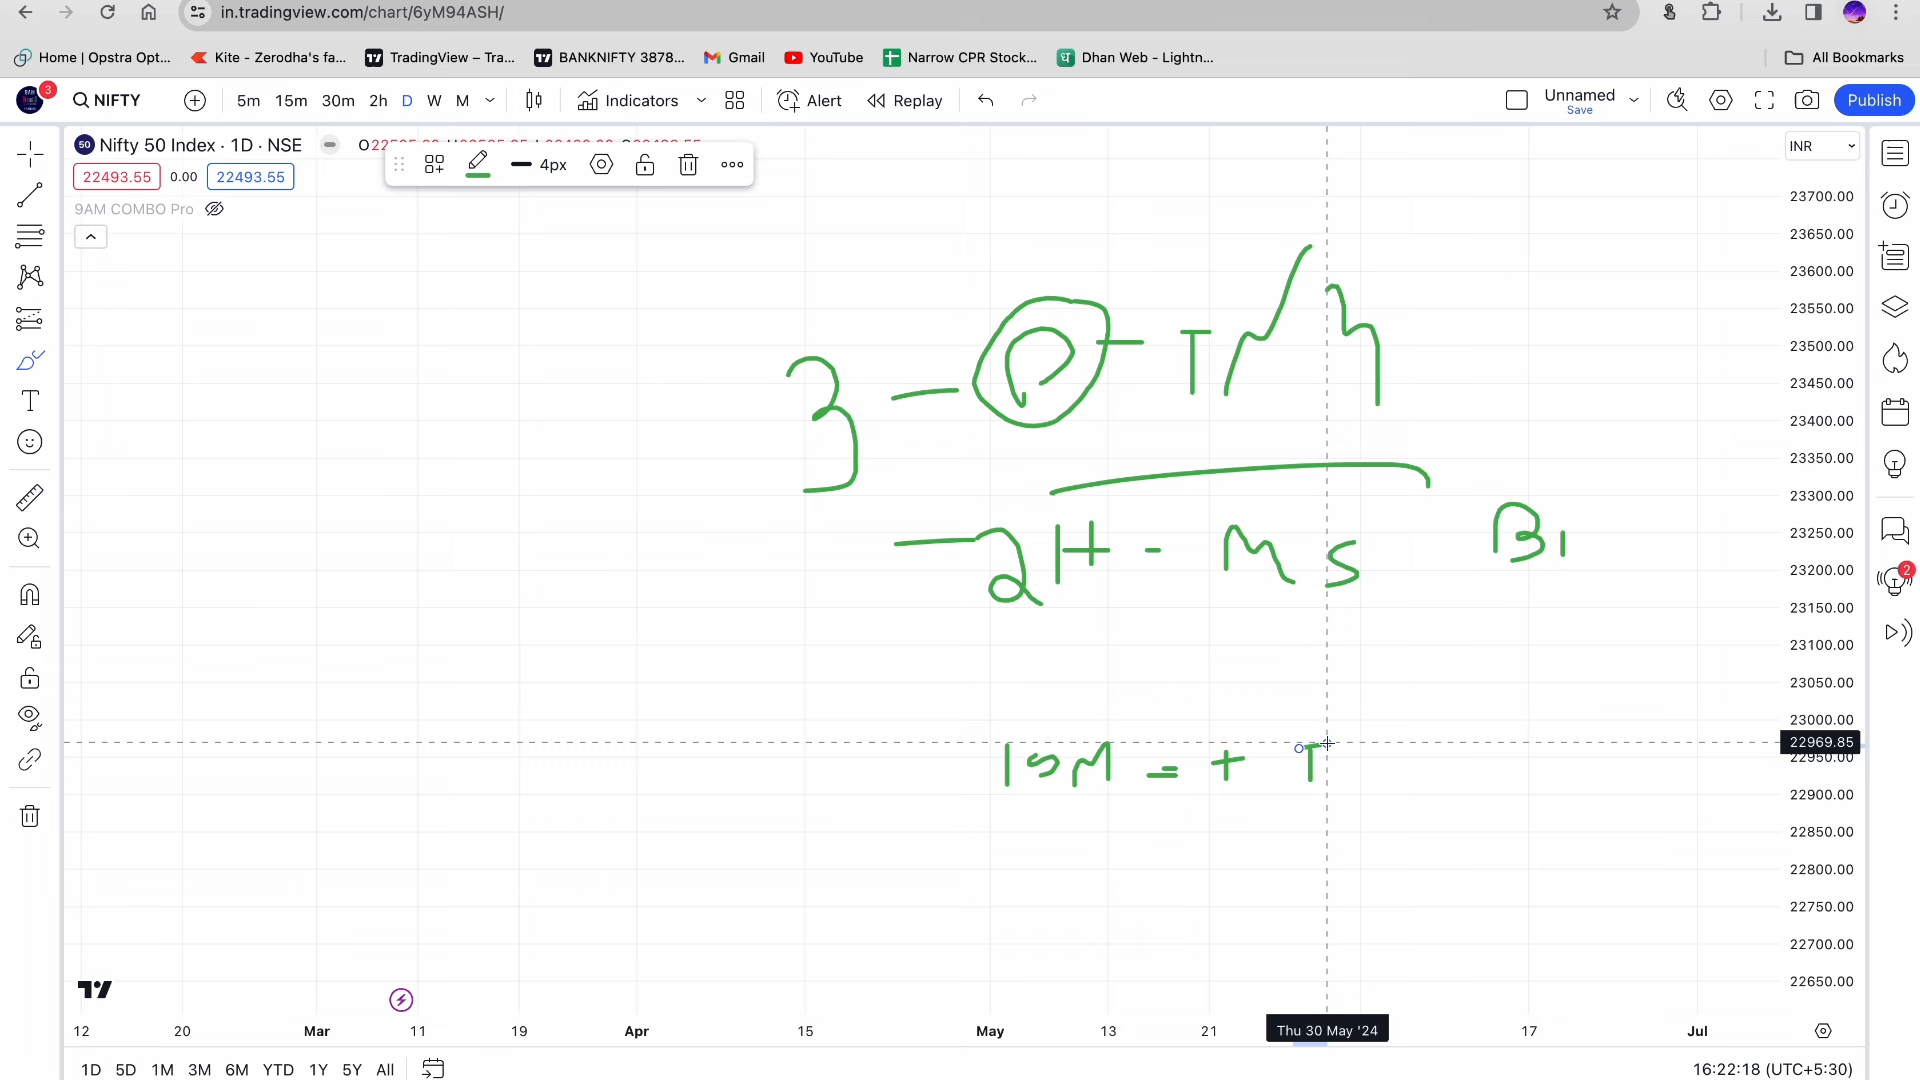 in.tradingview.com/chart/6yM94ASH/
Home | Opstra Opt... Kite - Zerodha's fa... TradingView – Tra... BANKNIFTY 3878... Gmail YouTube Narrow CPR Stock... Dhan Web - Lightn... All Bookmarks
3 NIFTY 5m 15m 30m 2h D W M Indicators Alert Replay Unnamed Save Publish
50 Nifty 50 Index · 1D · NSE INR
4px
22493.55 0.00 22493.55
9AM COMBO Pro
23700.00
23650.00
23600.00
23550.00
23500.00
23450.00
23400.00
23350.00
23300.00
23250.00
23200.00
23150.00
23100.00
23050.00
23000.00
22969.85
22950.00
22900.00
22850.00
22800.00
22750.00
22700.00
22650.00
3 — D — T
— 2H - MS B
15M = + T
2
12 20 Mar 11 19 Apr 15 May 13 21 Thu 30 May '24 17 Jul
1D 5D 1M 3M 6M YTD 1Y 5Y All 16:22:18 (UTC+5:30)